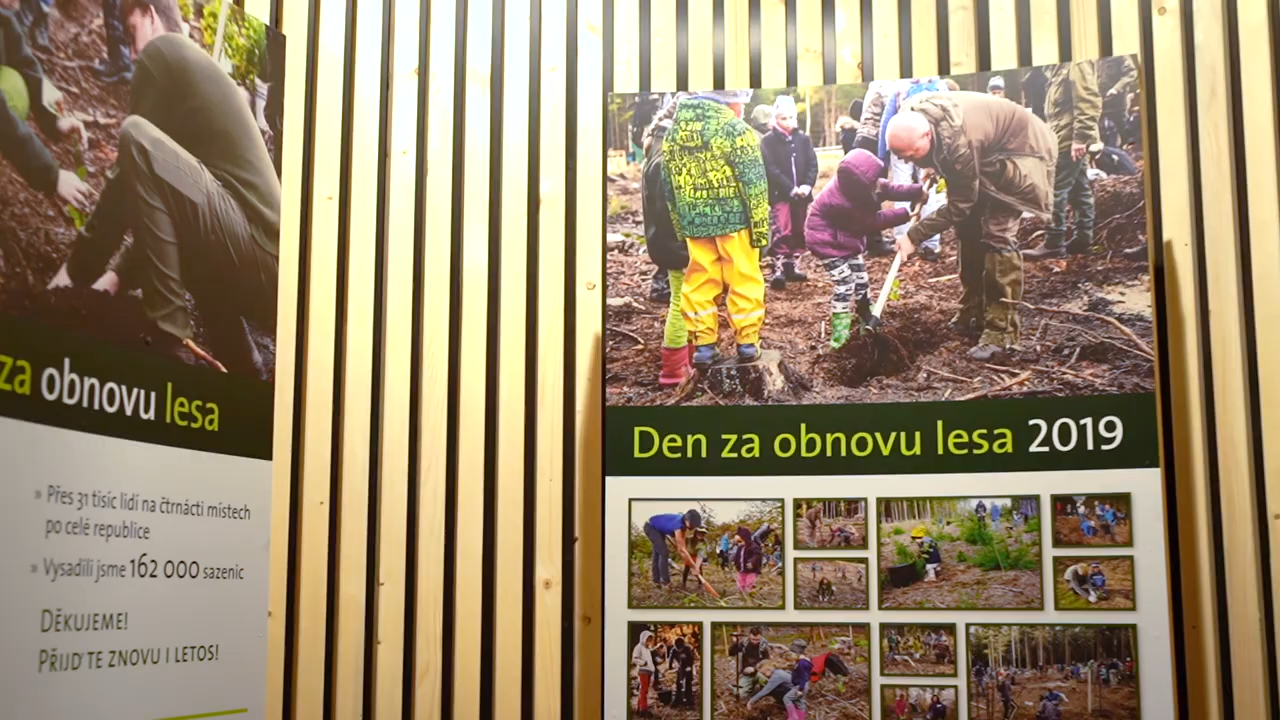 za obnovu lesa
» Přes 31 tisíc lidí na čtrnácti místech
po celé republice
» Vysadili jsme 162 000 sazenic
DĚKUJEME!
PŘIJĎTE ZNOVU I LETOS!
Den za obnovu lesa 2019